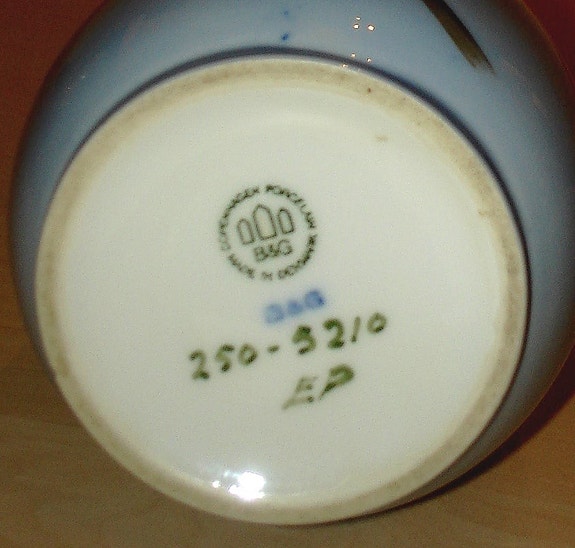 COPENHAGEN PORCELAIN
B&G
MADE IN DENMARK
B&G
250-5210
EP